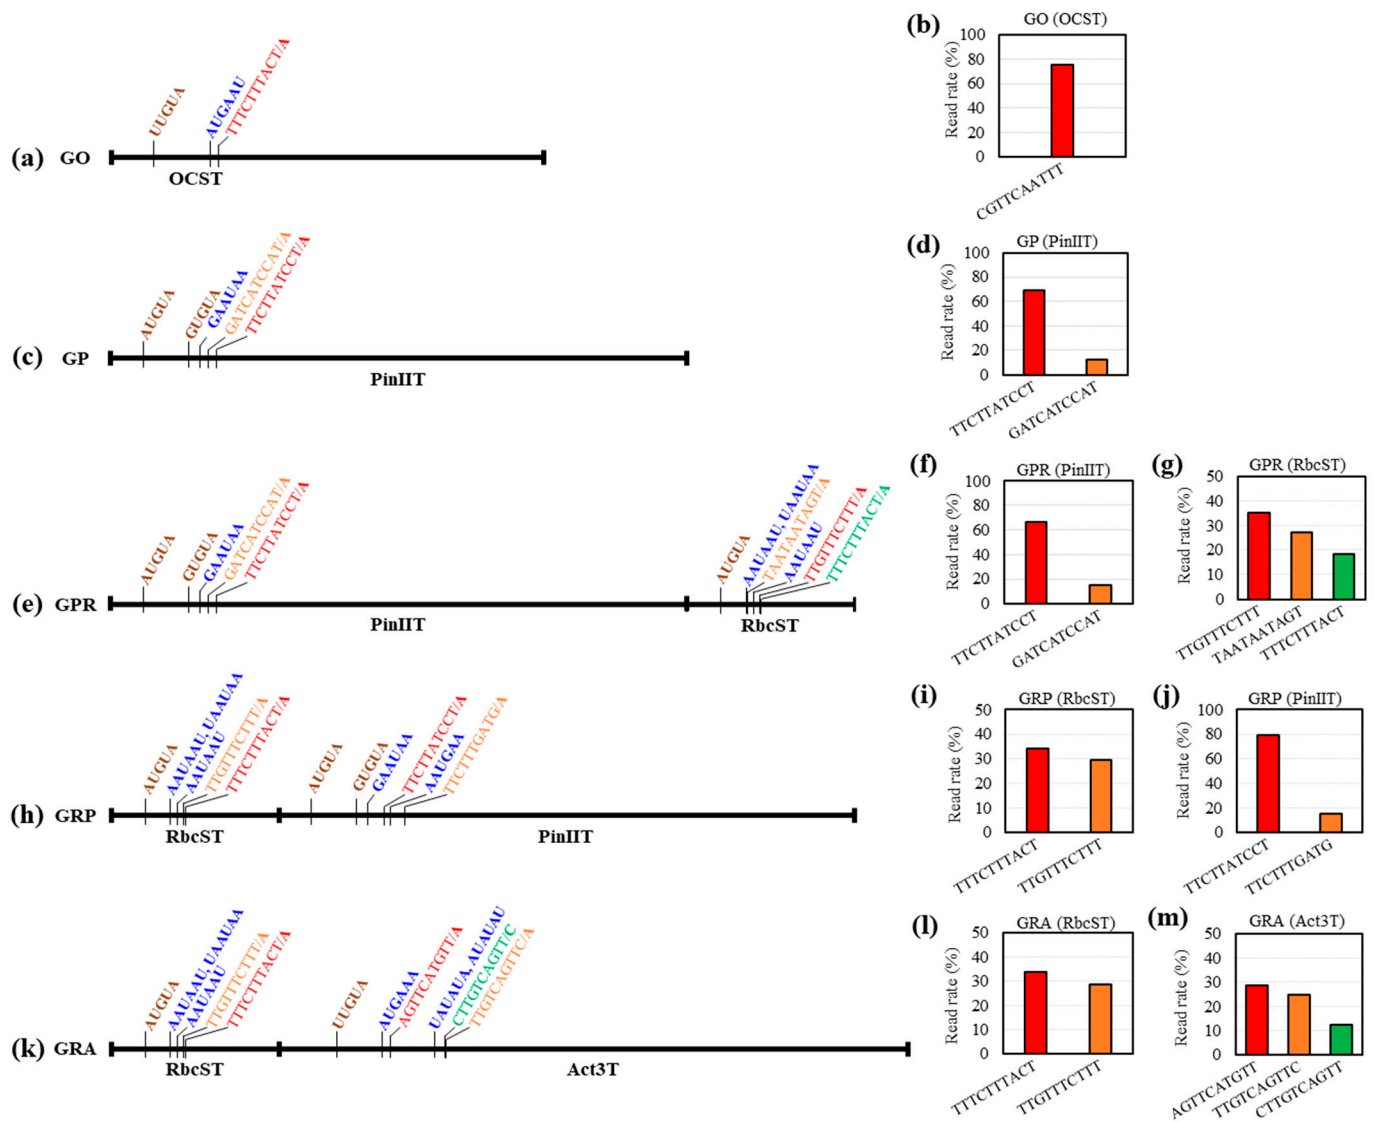 (a) GO
UUGUA
AUGAAU
TTTCTTTACT/A
OCST
(b)
GO (OCST)
Read rate (%)
100
80
60
40
20
0
CGTTCAATTT
(c) GP
AUGUA
GUGUA
GAAUAA
GATCATCCAT/A
TTCTTATCCT/A
PinIIT
(d)
GP (PinIIT)
Read rate (%)
100
80
60
40
20
0
TTCTTATCCT
GATCATCCAT
(e) GPR
AUGUA
GUGUA
GAAUAA
GATCATCCAT/A
TTCTTATCCT/A
PinIIT
AUGUA
AAUAAU, UAAUAA
TAATAATAGT/A
AAUAAU
TTGTTTCTTT/A
TTTCTTTACT/A
RbcST
(f)
GPR (PinIIT)
Read rate (%)
100
80
60
40
20
0
TTCTTATCCT
GATCATCCAT
(g)
GPR (RbcST)
Read rate (%)
50
40
30
20
10
0
TTGTTTCTTT
TAATAATAGT
TTTCTTTACT
(h) GRP
AUGUA
AAUAAU, UAAUAA
AAUAAU
TTGTTTCTTT/A
TTTCTTTACT/A
RbcST
AUGUA
GUGUA
GAAUAA
TTCTTATCCT/A
AAUGAA
TTCTTTGATG/A
PinIIT
(i)
GRP (RbcST)
Read rate (%)
50
40
30
20
10
0
TTTCTTTACT
TTGTTTCTTT
(j)
GRP (PinIIT)
Read rate (%)
100
80
60
40
20
0
TTCTTATCCT
TTCTTTGATG
(k) GRA
AUGUA
AAUAAU, UAAUAA
AAUAAU
TTGTTTCTTT/A
TTTCTTTACT/A
RbcST
UUGUA
AUGAAA
AGTTCATGTT/A
UAUAUA, AUAUAU
CTTGTCAGTT/C
TTGTCAGTTC/A
Act3T
(l)
GRA (RbcST)
Read rate (%)
50
40
30
20
10
0
TTTCTTTACT
TTGTTTCTTT
(m)
GRA (Act3T)
Read rate (%)
50
40
30
20
10
0
AGTTCATGTT
TTGTCAGTTC
CTTGTCAGTT